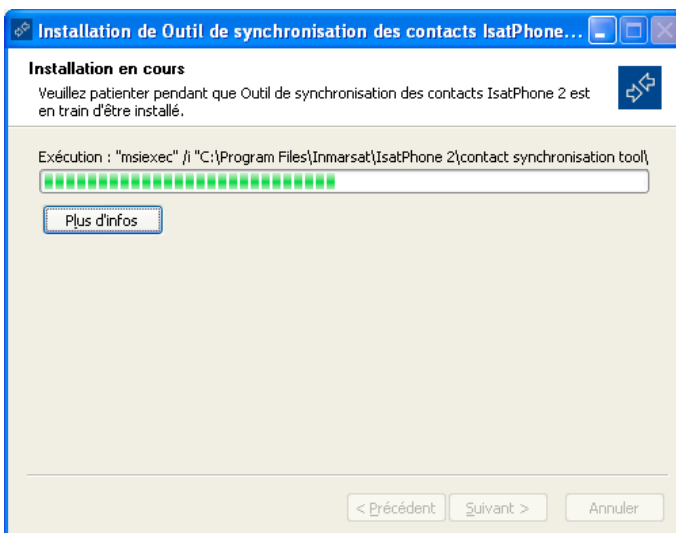 Installation de Outil de synchronisation des contacts IsatPhone...
Installation en cours
Veuillez patienter pendant que Outil de synchronisation des contacts IsatPhone 2 est
en train d'être installé.
Exécution : "msiexec" /i "C:\Program Files\Inmarsat\IsatPhone 2\contact synchronisation tool\
Plus d'infos
< Précédent
Suivant >
Annuler